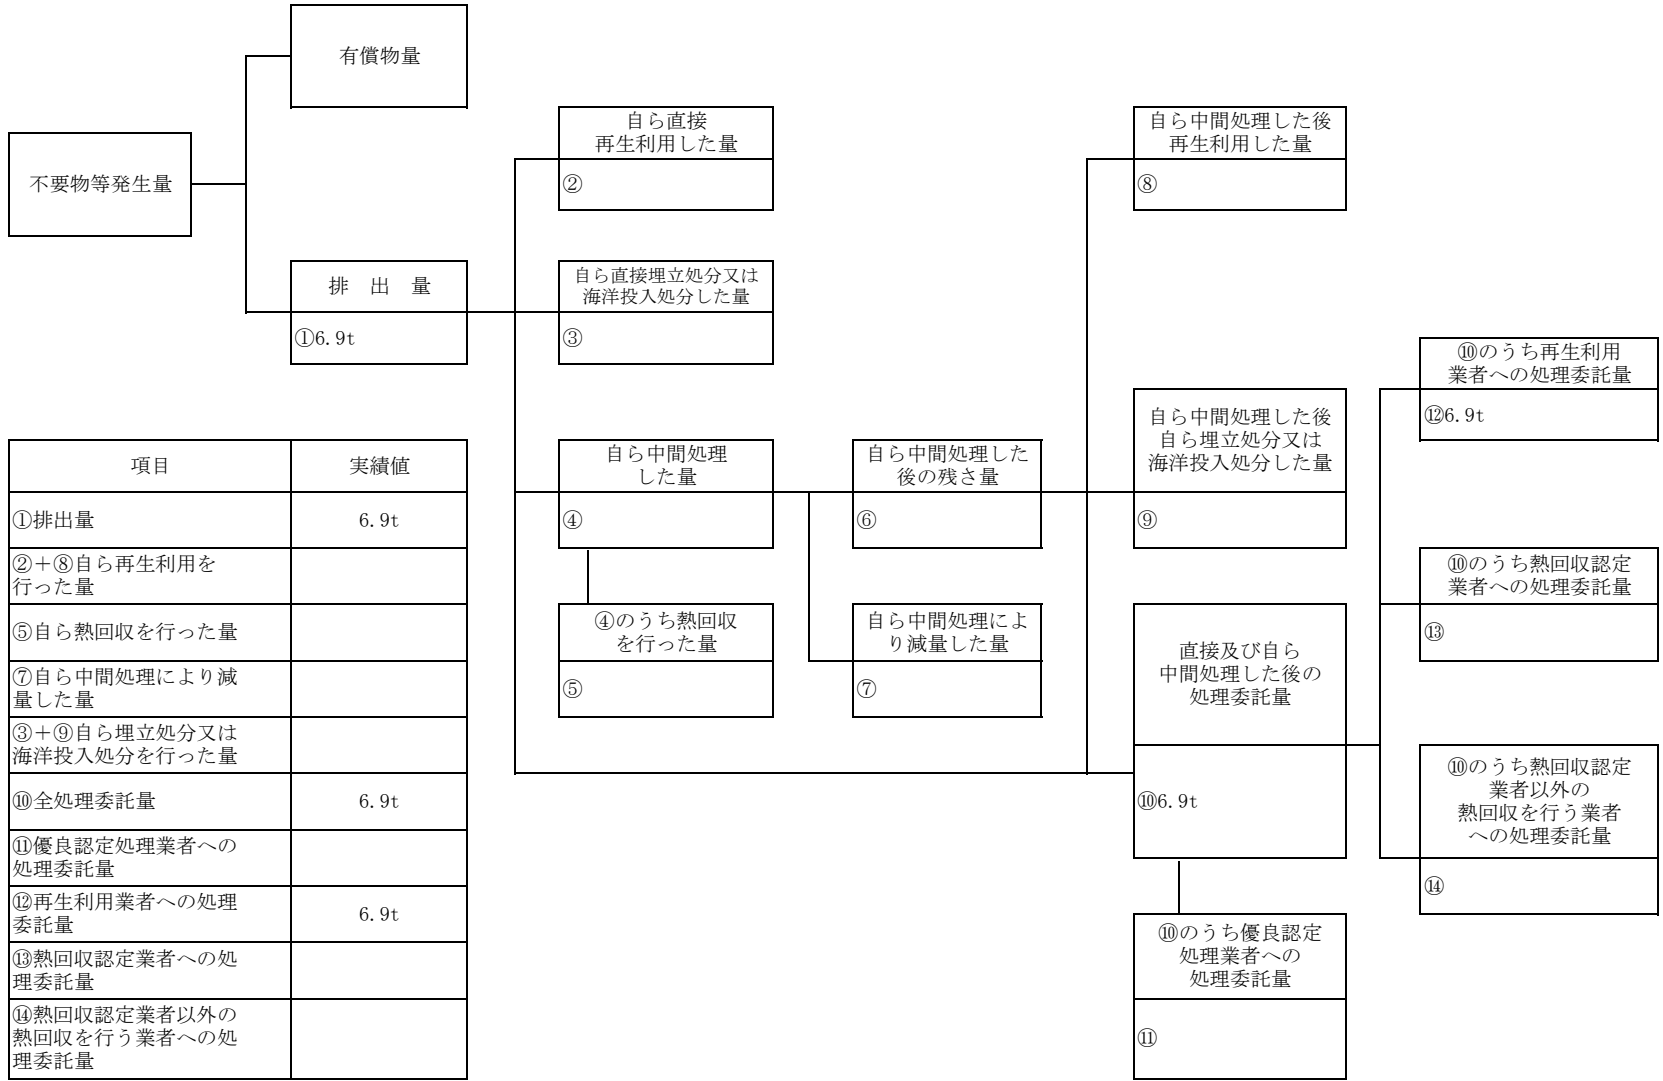 有償物量
不要物等発生量
排　出　量
①6.9t
自ら直接
再生利用した量
②
自ら直接埋立処分又は
海洋投入処分した量
③
自ら中間処理
した量
④
④のうち熱回収
を行った量
⑤
自ら中間処理した
後の残さ量
⑥
自ら中間処理によ
り減量した量
⑦
自ら中間処理した後
再生利用した量
⑧
自ら中間処理した後
自ら埋立処分又は
海洋投入処分した量
⑨
直接及び自ら
中間処理した後の
処理委託量
⑩6.9t
⑩のうち優良認定
処理業者への
処理委託量
⑪
⑩のうち再生利用
業者への処理委託量
⑫6.9t
⑩のうち熱回収認定
業者への処理委託量
⑬
⑩のうち熱回収認定
業者以外の
熱回収を行う業者
への処理委託量
⑭
項目 実績値
①排出量 6.9t
②＋⑧自ら再生利用を
行った量
⑤自ら熱回収を行った量
⑦自ら中間処理により減
量した量
③＋⑨自ら埋立処分又は
海洋投入処分を行った量
⑩全処理委託量 6.9t
⑪優良認定処理業者への
処理委託量
⑫再生利用業者への処理
委託量 6.9t
⑬熱回収認定業者への処
理委託量
⑭熱回収認定業者以外の
熱回収を行う業者への処
理委託量